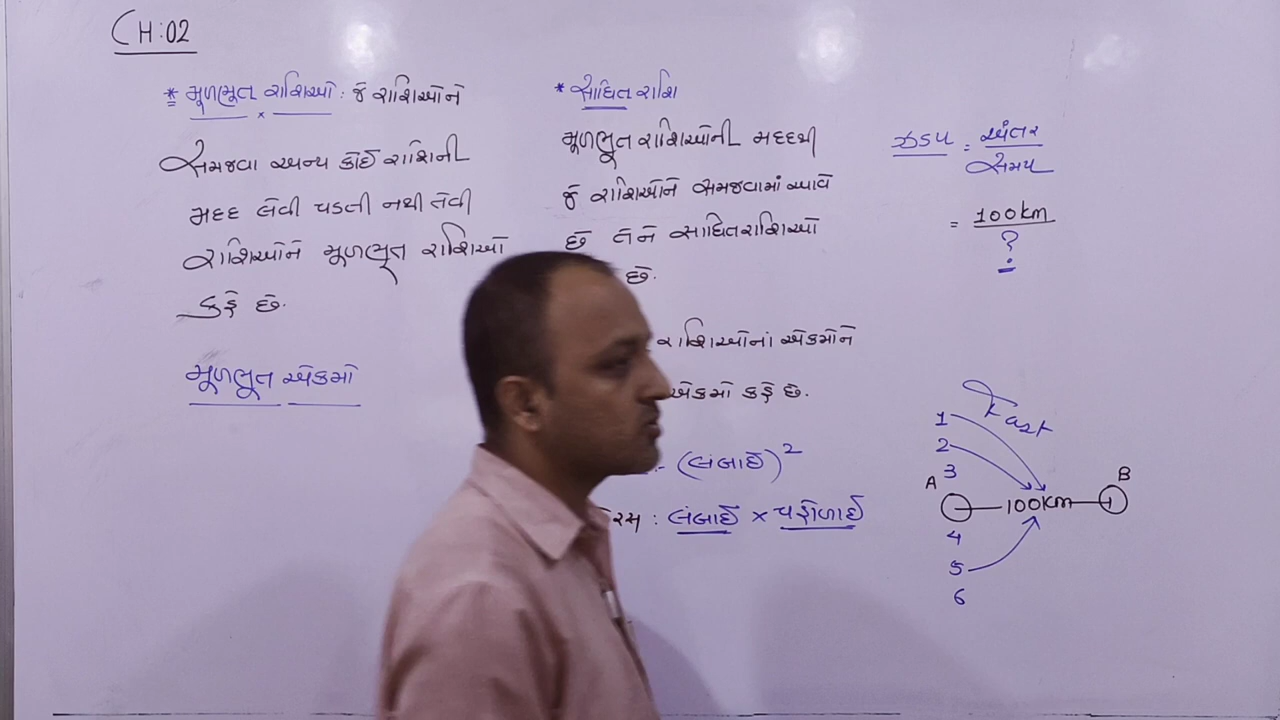 CH:02
* મૂળભૂત રાશિઓ : જે રાશિઓને
સમજવા અન્ય કોઈ રાશિની
મદદ લેવી પડતી નથી તેવી
રાશિઓને મૂળભૂત રાશિઓ
કહે છે.
મૂળભૂત એકમો
* સાધિત રાશિ
મૂળભૂત રાશિઓની મદદથી
જે રાશિઓને સમજવામાં આવે
છે તેને સાધિતરાશિઓ
છે.
રાશિઓનાં એકમોને
એકમો કહે છે.
(લંબાઈ)²
રસ : લંબાઈ × પહોળાઈ
ઝડપ = અંતર
સમય
= 100km
?
Fast
1
2
3
A 100km B
4
5
6